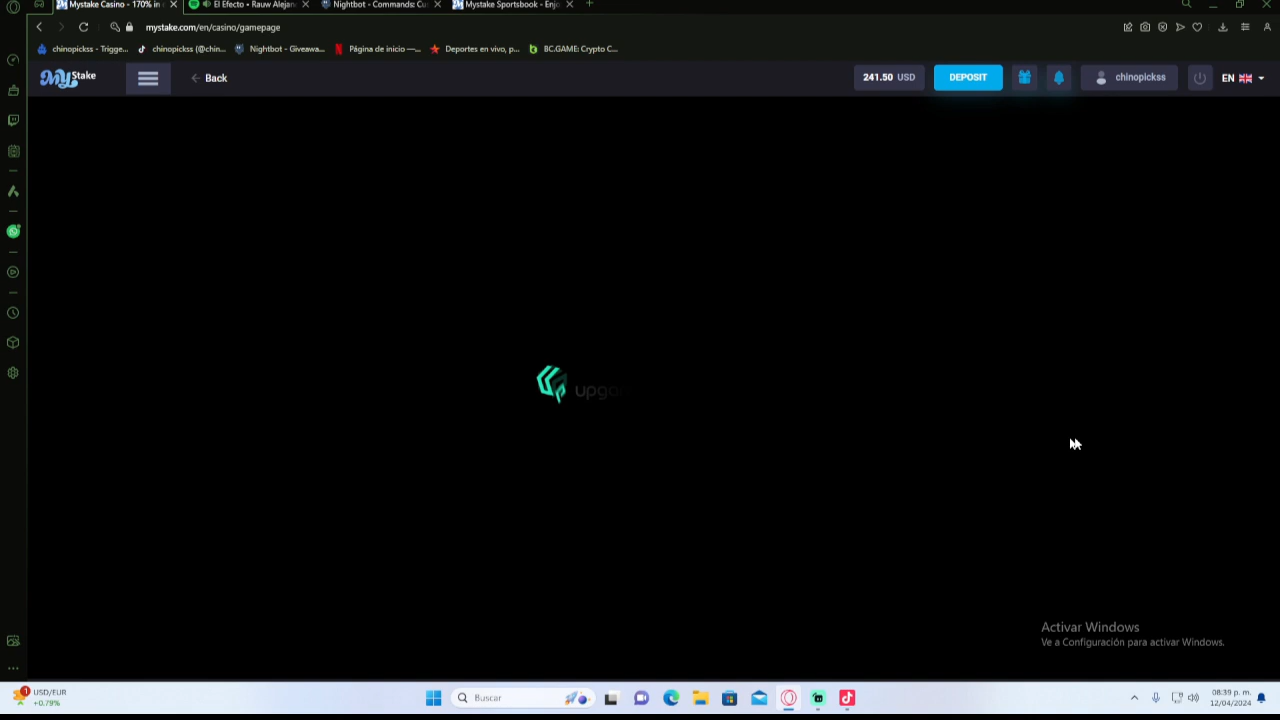 Mystake Casino - 170% in
El Efecto • Rauw Alejan
Nightbot - Commands: Cu
Mystake Sportsbook - Enjo
mystake.com/en/casino/gamepage
chinopickss - Trigge...
chinopickss (@chin...
Nightbot - Giveawa...
Página de inicio —...
Deportes en vivo, p...
BC.GAME: Crypto C...
MyStake
Back
241.50 USD
DEPOSIT
chinopickss
EN
upga
Activar Windows
Ve a Configuración para activar Windows.
1
USD/EUR
+0.79%
Buscar
08:39 p. m.
12/04/2024